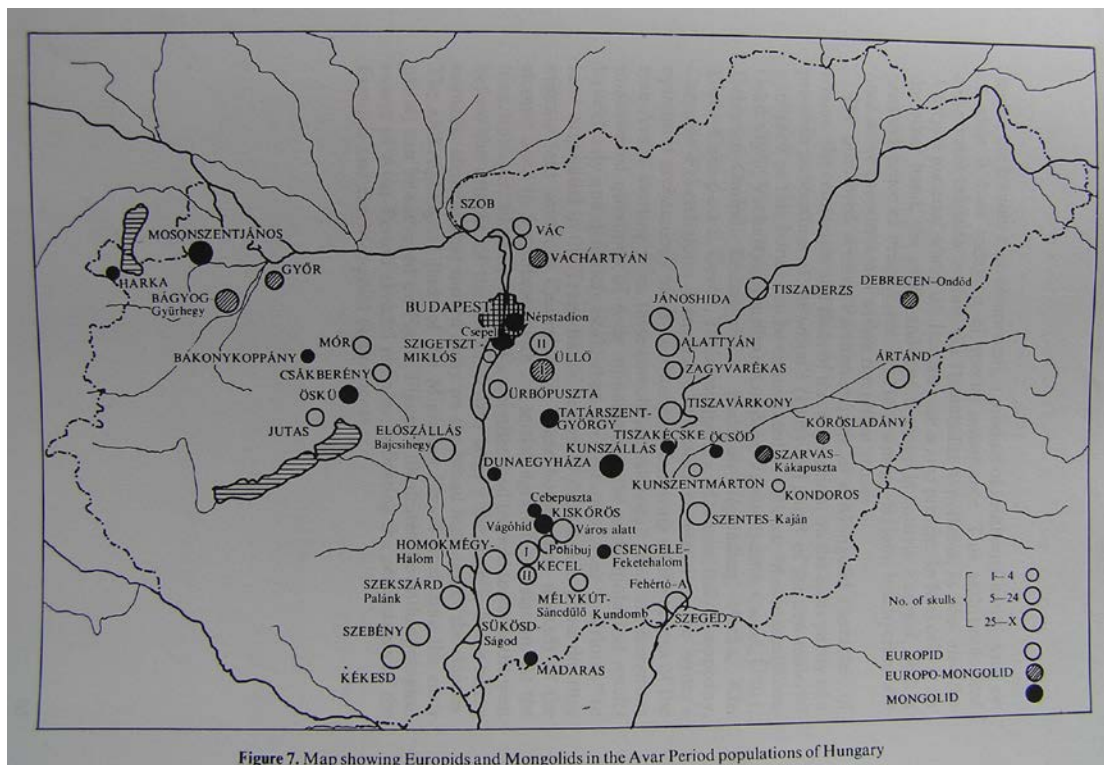 SZOB
VÁC
VÁCHARTYÁN
MOSONSZENTJÁNOS
HARKA
GYŐR
BÁGYOG
Gyürhegy
BUDAPEST
Népstadion
Csepel
SZIGETSZT-
MIKLÓS
JÁNOSHIDA
TISZADERZS
DEBRECEN-Ondód
ALATTYÁN
MÓR
BAKONYKOPPÁNY
CSÁKBERÉNY
ÖSKÜ
JUTAS
II
ÜLLŐ
I
ÜRBŐPUSZTA
ZAGYVARÉKAS
ÁRTÁND
TATÁRSZENT-
GYÖRGY
TISZAVÁRKONY
ELŐSZÁLLÁS
Bajcsihegy
TISZAKÉCSKE
ÖCSÖD
KÖRÖSLADÁNY
KUNSZÁLLÁS
SZARVAS-
Kákapuszta
DUNAEGYHÁZA
KUNSZENTMÁRTON
KONDOROS
Cebepuszta
KISKŐRÖS
Vágóhíd
Város alatt
SZENTES-Kaján
HOMOKMÉGY-
Halom
I
Pohibuj
KECEL
II
CSENGELE-
Feketehalom
SZEKSZÁRD
Palánk
MÉLYKÚT-
Sáncdűlő
Fehértó-A
Kundomb
SZEGED
SZEBÉNY
SÜKÖSD-
Ságod
KÉKESD
MADARAS
No. of skulls
1—4
5—24
25—X
EUROPID
EUROPO-MONGOLID
MONGOLID
Figure 7. Map showing Europids and Mongolids in the Avar Period populations of Hungary